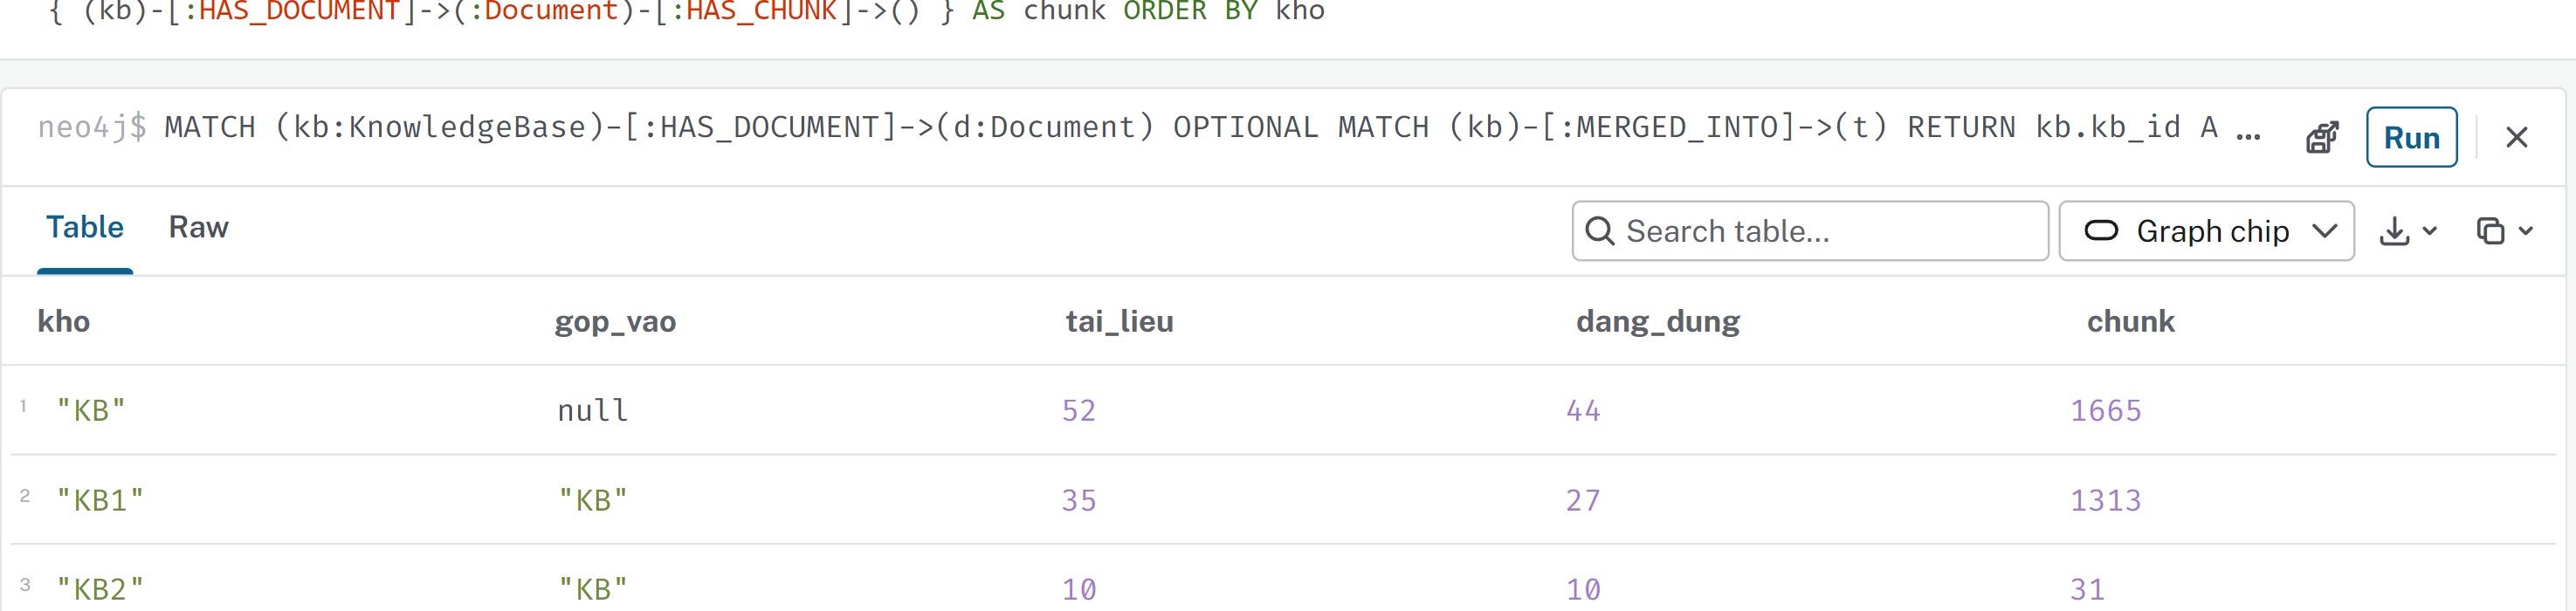 { (kb)-[:HAS_DOCUMENT]->(:Document)-[:HAS_CHUNK]->() } AS chunk ORDER BY kho
neo4j$ MATCH (kb:KnowledgeBase)-[:HAS_DOCUMENT]->(d:Document) OPTIONAL MATCH (kb)-[:MERGED_INTO]->(t) RETURN kb.kb_id A ... Run
Table Raw Search table... Graph chip
kho gop_vao tai_lieu dang_dung chunk
1 "KB" null 52 44 1665
2 "KB1" "KB" 35 27 1313
3 "KB2" "KB" 10 10 31